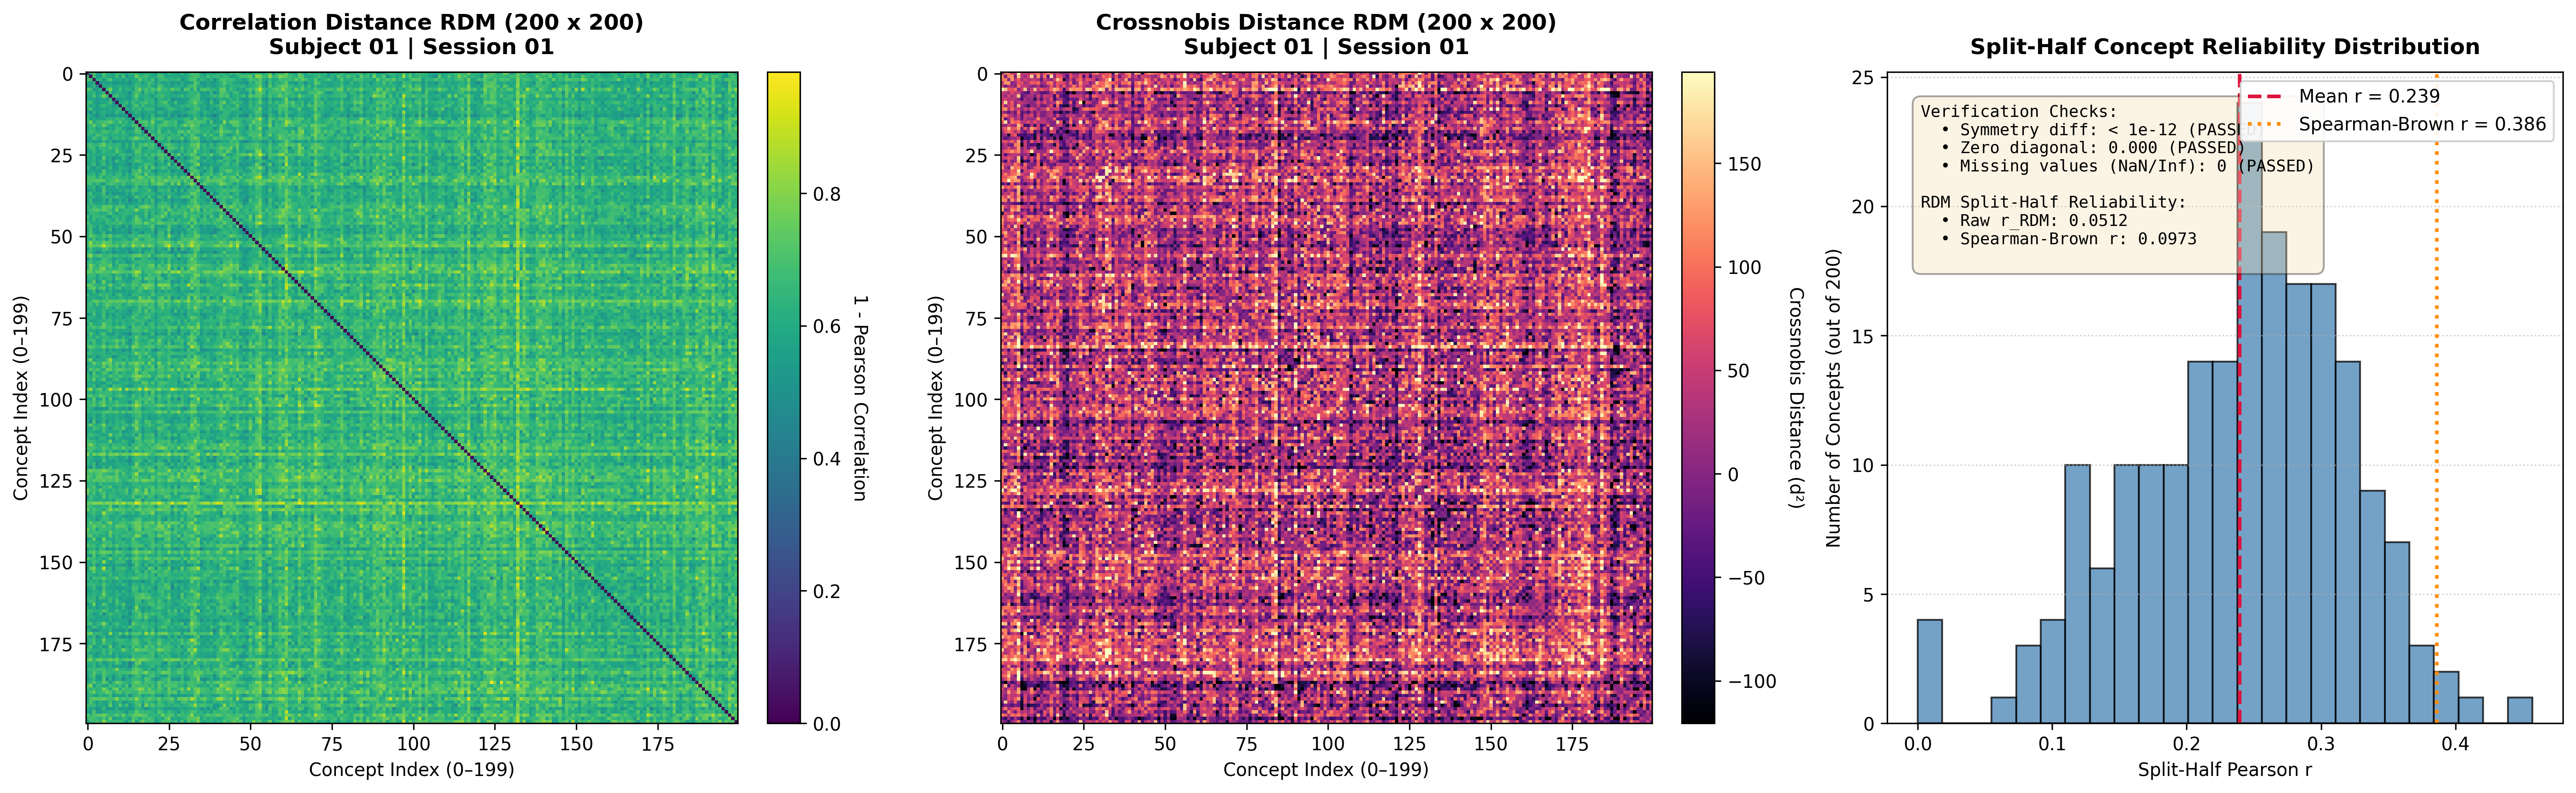 Correlation Distance RDM (200 x 200)
Subject 01 | Session 01
0
25
50
75
100
125
150
175
Concept Index (0–199)
0
25
50
75
100
125
150
175
Concept Index (0–199)
0.8
0.6
0.4
0.2
0.0
1 - Pearson Correlation
Crossnobis Distance RDM (200 x 200)
Subject 01 | Session 01
0
25
50
75
100
125
150
175
Concept Index (0–199)
0
25
50
75
100
125
150
175
Concept Index (0–199)
150
100
50
0
−50
−100
Crossnobis Distance (d²)
Split-Half Concept Reliability Distribution
25
20
15
10
5
0
Number of Concepts (out of 200)
Verification Checks:
• Symmetry diff: < 1e-12 (PASSED)
• Zero diagonal: 0.000 (PASSED)
• Missing values (NaN/Inf): 0 (PASSED)
RDM Split-Half Reliability:
• Raw r_RDM: 0.0512
• Spearman-Brown r: 0.0973
Mean r = 0.239
Spearman-Brown r = 0.386
0.0
0.1
0.2
0.3
0.4
Split-Half Pearson r